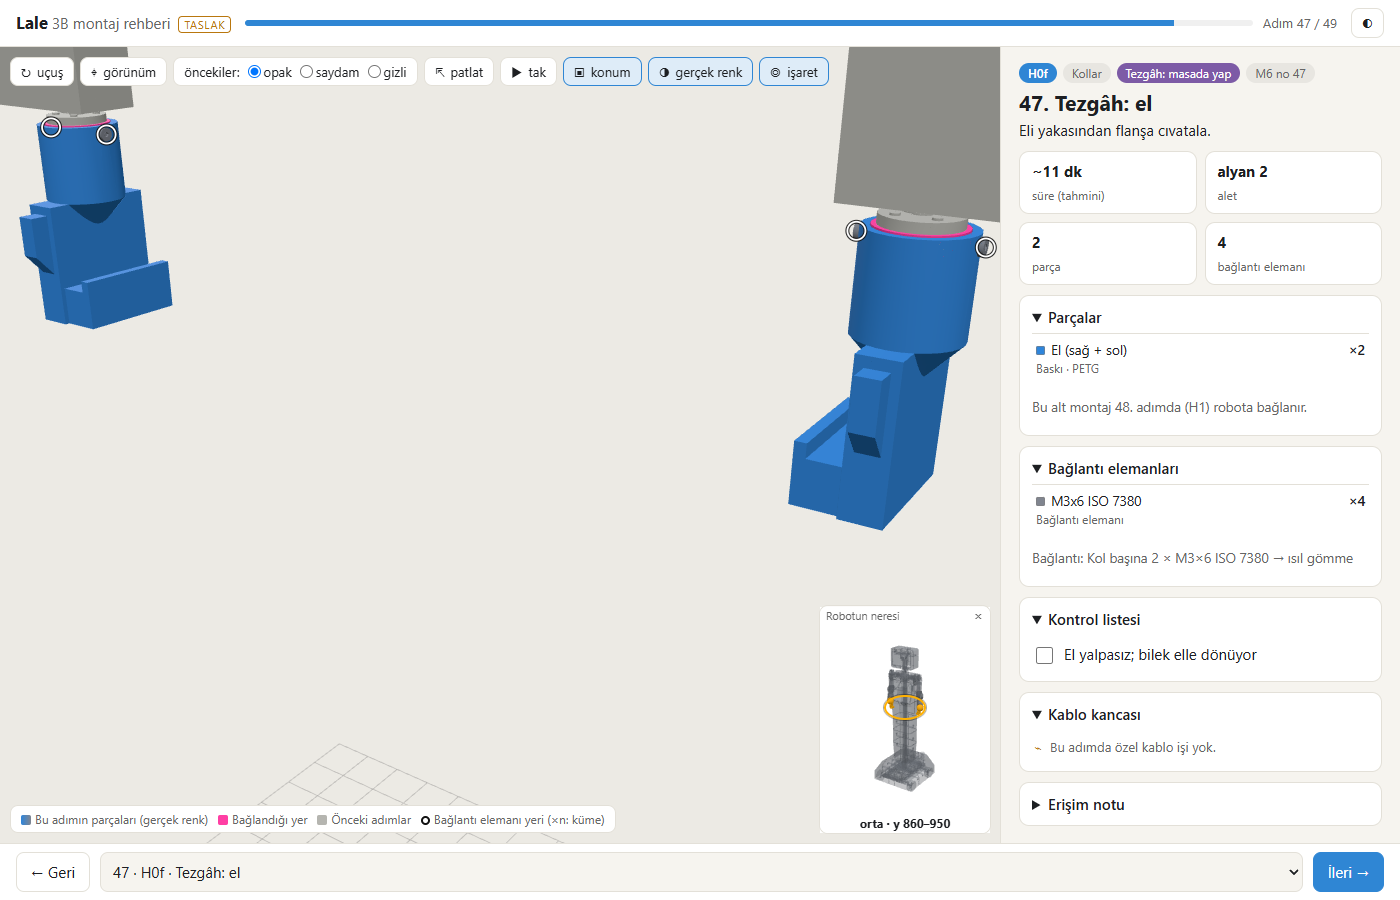 Lale 3B montaj rehberi TASLAK
Adım 47 / 49
↻ uçuş
⌖ görünüm
öncekiler: opak saydam gizli
⇱ patlat
▶ tak
▣ konum
◑ gerçek renk
◎ işaret
H0f Kollar Tezgâh: masada yap M6 no 47
47. Tezgâh: el
Eli yakasından flanşa cıvatala.
~11 dk
süre (tahmini)
alyan 2
alet
2
parça
4
bağlantı elemanı
▼ Parçalar
El (sağ + sol) ×2
Baskı · PETG
Bu alt montaj 48. adımda (H1) robota bağlanır.
▼ Bağlantı elemanları
M3x6 ISO 7380 ×4
Bağlantı elemanı
Bağlantı: Kol başına 2 × M3×6 ISO 7380 → ısıl gömme
▼ Kontrol listesi
El yalpasız; bilek elle dönüyor
▼ Kablo kancası
⌁ Bu adımda özel kablo işi yok.
▶ Erişim notu
Robotun neresi ×
orta · y 860–950
Bu adımın parçaları (gerçek renk) Bağlandığı yer Önceki adımlar Bağlantı elemanı yeri (×n: küme)
← Geri
47 · H0f · Tezgâh: el
İleri →